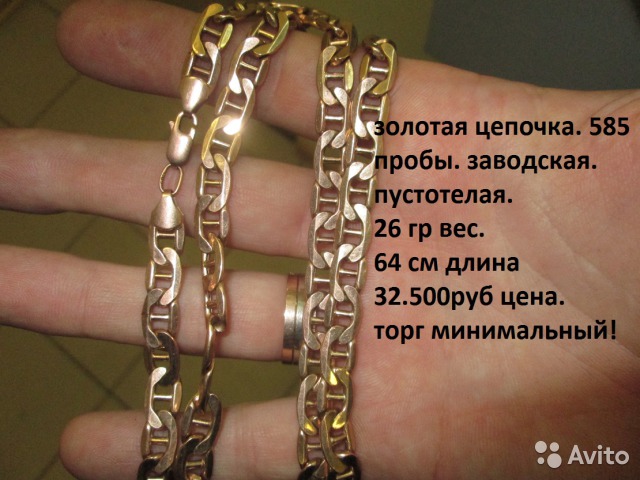 золотая цепочка. 585
пробы. заводская.
пустотелая.
26 гр вес.
64 см длина
32.500руб цена.
торг минимальный!
Avito